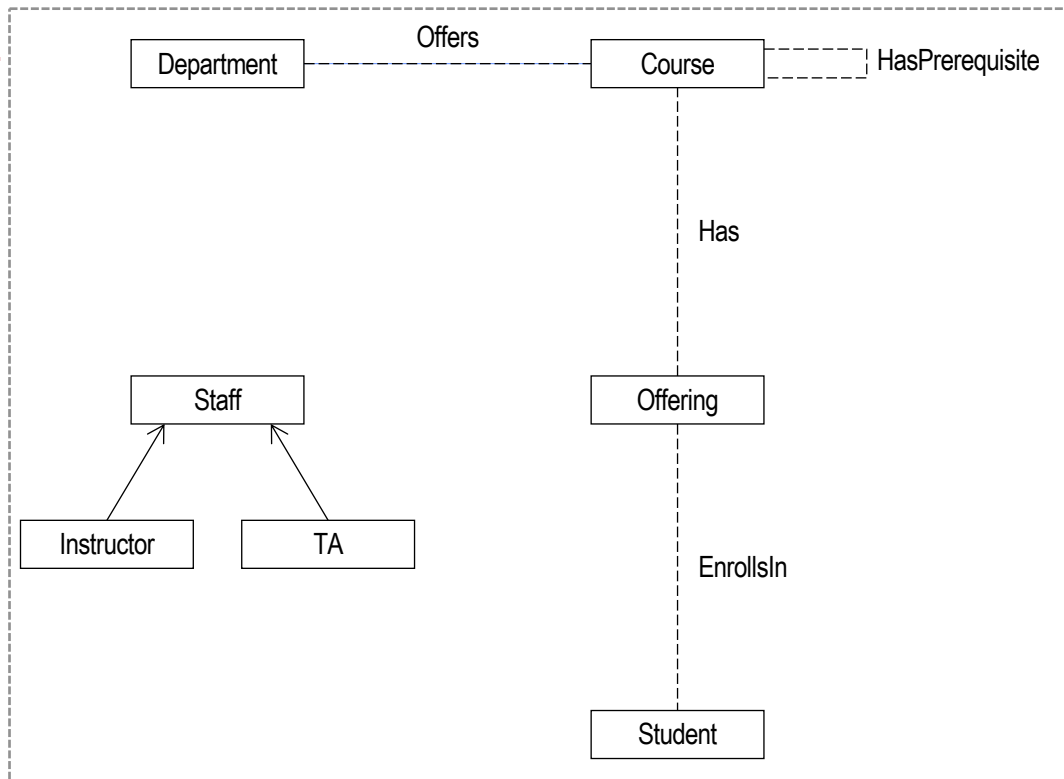 Offers
Department
Course
HasPrerequisite
Has
Staff
Offering
Instructor
TA
EnrollsIn
Student